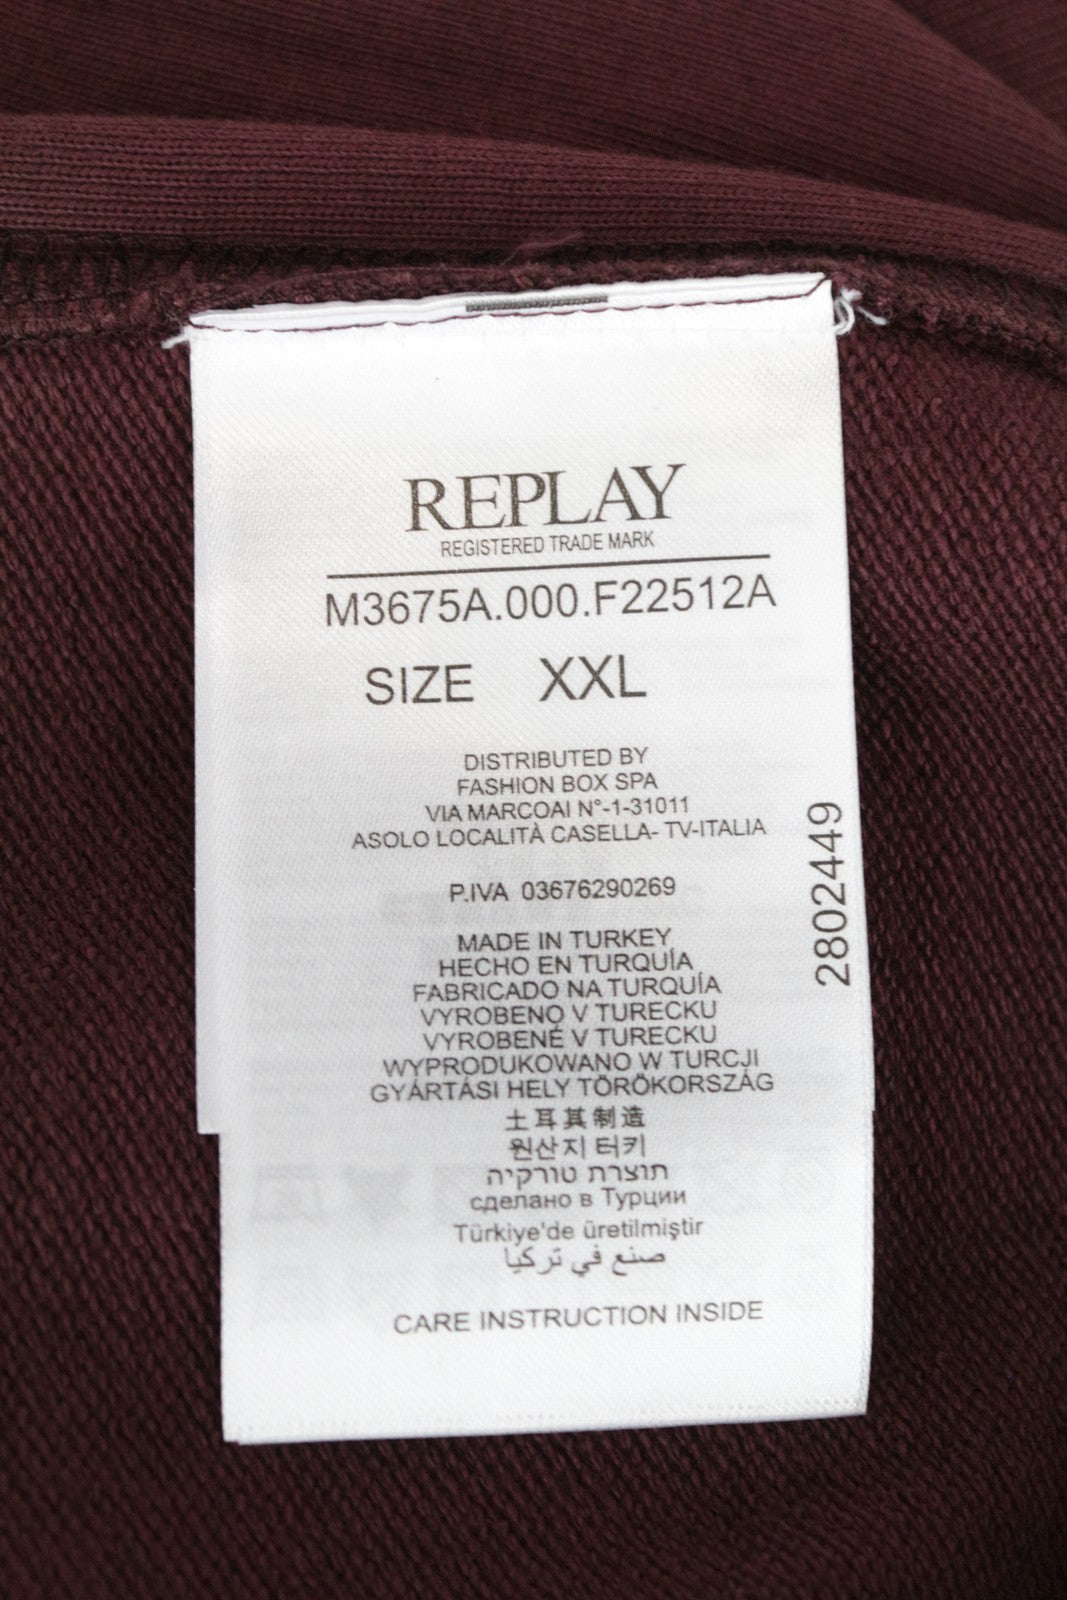 REPLAY
REGISTERED TRADE MARK
M3675A.000.F22512A
SIZE XXL
DISTRIBUTED BY
FASHION BOX SPA
VIA MARCOAI N°-1-31011
ASOLO LOCALITÀ CASELLA- TV-ITALIA
P.IVA 03676290269
MADE IN TURKEY
HECHO EN TURQUÍA
FABRICADO NA TURQUÍA
VYROBENO V TURECKU
VYROBENÉ V TURECKU
WYPRODUKOWANO W TURCJI
GYÁRTÁSI HELY TÖRÖKORSZÁG
土耳其制造
원산지 터키
תוצרת טורקיה
сделано в Турции
Türkiye'de üretilmiştir
صنع في تركيا
CARE INSTRUCTION INSIDE
2802449